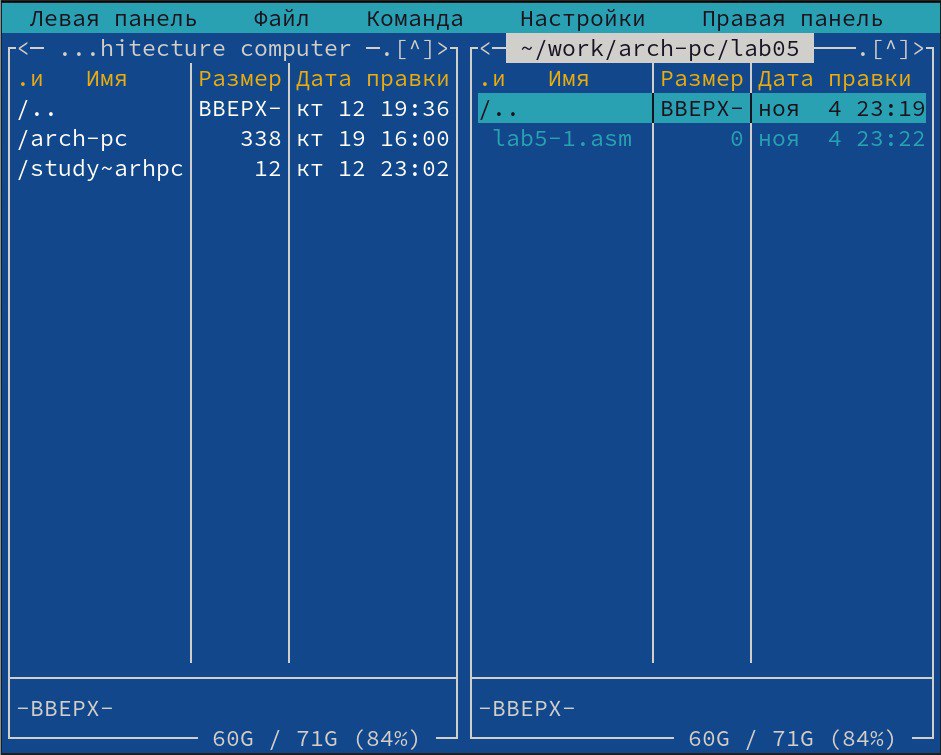 Левая панель Файл Команда Настройки Правая панель
<─ ...hitecture computer ─.[^]>
.и Имя Размер Дата правки
/.. ВВЕРХ- кт 12 19:36
/arch-pc 338 кт 19 16:00
/study~arhpc 12 кт 12 23:02
-ВВЕРХ-
60G / 71G (84%)
<─ ~/work/arch-pc/lab05 .[^]>
.и Имя Размер Дата правки
/.. ВВЕРХ- ноя 4 23:19
lab5-1.asm 0 ноя 4 23:22
-ВВЕРХ-
60G / 71G (84%)